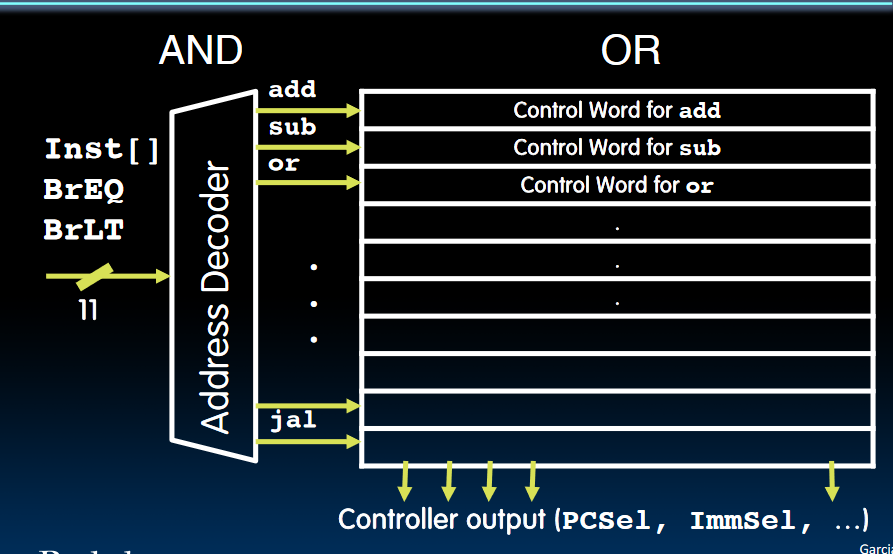 AND
OR
Inst[]
BrEQ
BrLT
11
Address Decoder
add
sub
or
.
.
.
jal
Control Word for add
Control Word for sub
Control Word for or
.
.
.
Controller output (PCSel, ImmSel, …)